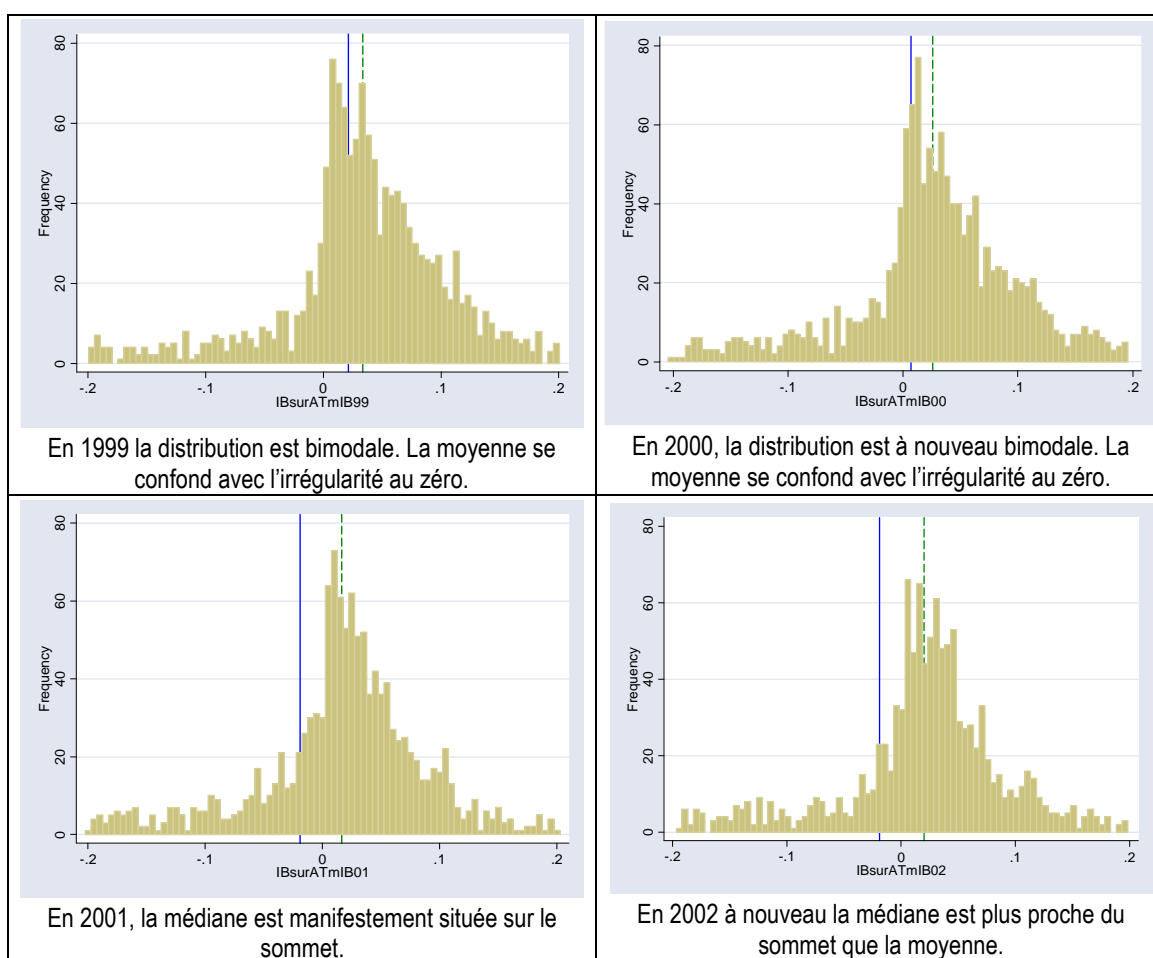 80
60
40
20
0
Frequency
-.2 -.1 0 .1 .2
IBsurATmIB99
En 1999 la distribution est bimodale. La moyenne se
confond avec l’irrégularité au zéro.
80
60
40
20
0
Frequency
-.2 -.1 0 .1 .2
IBsurATmIB00
En 2000, la distribution est à nouveau bimodale. La
moyenne se confond avec l’irrégularité au zéro.
80
60
40
20
0
Frequency
-.2 -.1 0 .1 .2
IBsurATmIB01
En 2001, la médiane est manifestement située sur le
sommet.
80
60
40
20
0
Frequency
-.2 -.1 0 .1 .2
IBsurATmIB02
En 2002 à nouveau la médiane est plus proche du
sommet que la moyenne.